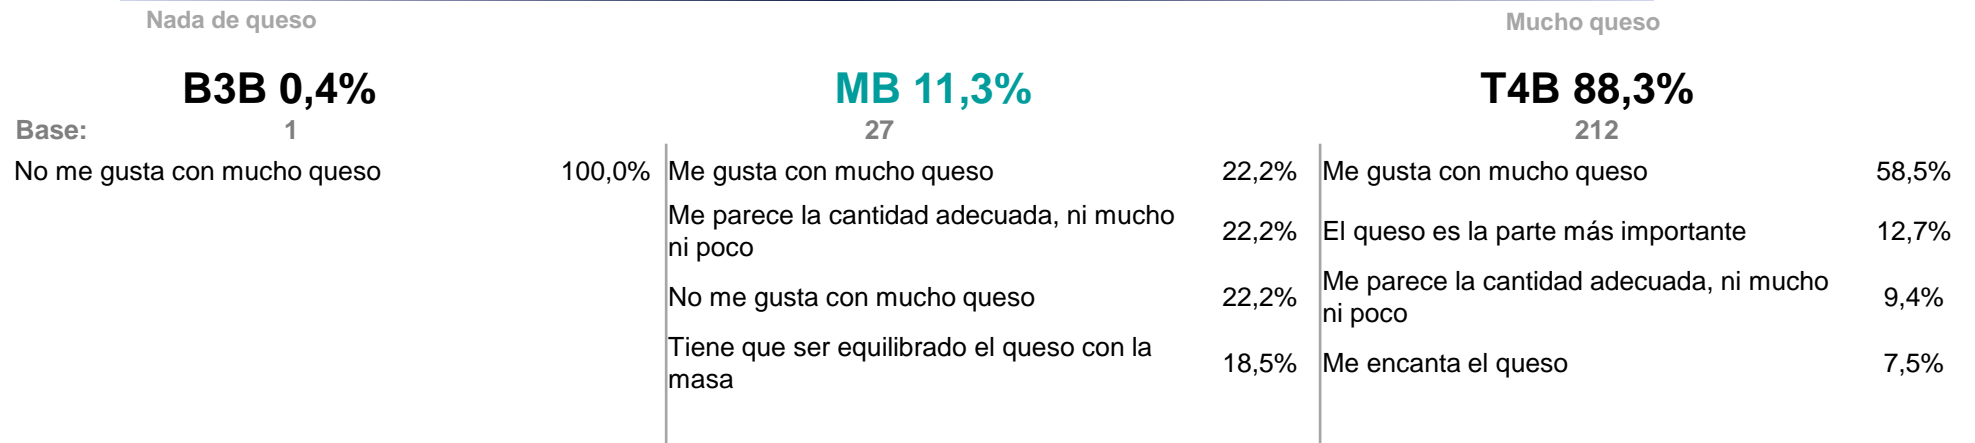 Nada de queso
Mucho queso
B3B 0,4%
MB 11,3%
T4B 88,3%
Base:
1
27
212
No me gusta con mucho queso 100,0%
Me gusta con mucho queso 22,2%
Me parece la cantidad adecuada, ni mucho
ni poco 22,2%
No me gusta con mucho queso 22,2%
Tiene que ser equilibrado el queso con la
masa 18,5%
Me gusta con mucho queso 58,5%
El queso es la parte más importante 12,7%
Me parece la cantidad adecuada, ni mucho
ni poco 9,4%
Me encanta el queso 7,5%